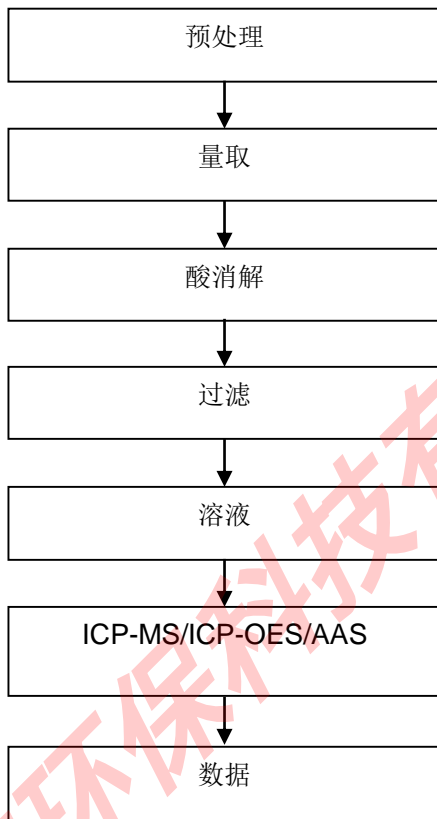 预处理
量取
酸消解
过滤
溶液
ICP-MS/ICP-OES/AAS
数据
环保科技有